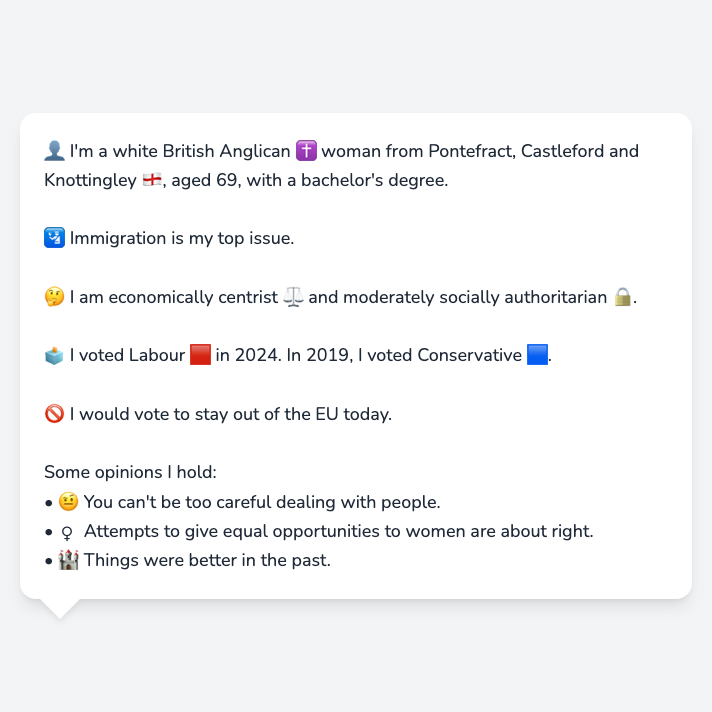 👤 I'm a white British Anglican ✝️ woman from Pontefract, Castleford and
Knottingley 🏴󠁧󠁢󠁥󠁮󠁧󠁿, aged 69, with a bachelor's degree.
🛂 Immigration is my top issue.
🤔 I am economically centrist ⚖️ and moderately socially authoritarian 🔒.
🗳️ I voted Labour 🟥 in 2024. In 2019, I voted Conservative 🟦.
🚫 I would vote to stay out of the EU today.
Some opinions I hold:
• 🤨 You can't be too careful dealing with people.
• ♀ Attempts to give equal opportunities to women are about right.
• 🏰 Things were better in the past.